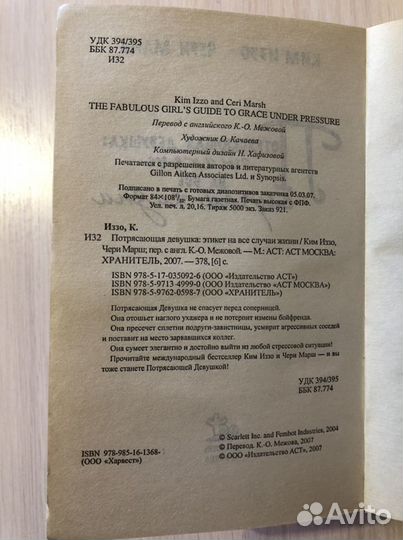 УДК 394/395
ББК 87.774
И32
Kim Izzo and Ceri Marsh
THE FABULOUS GIRL'S GUIDE TO GRACE UNDER PRESSURE
Перевод с английского К.-О. Межовой
Художник О. Качаева
Компьютерный дизайн Н. Хафизовой
Печатается с разрешения авторов и литературных агентств
Gillon Aitken Associates Ltd. и Synopsis.
Подписано в печать с готовых диапозитивов заказчика 05.03.07.
Формат 84×108 1/32. Бумага газетная. Печать высокая с ФПФ.
Усл. печ. л. 20,16. Тираж 5000 экз. Заказ 921.
Иззо, К.
И32 Потрясающая девушка: этикет на все случаи жизни / Ким Иззо,
Чери Марш; пер. с англ. К.-О. Межовой. — М.: АСТ: АСТ МОСКВА:
ХРАНИТЕЛЬ, 2007. — 378, [6] с.
ISBN 978-5-17-035092-6 (ООО «Издательство АСТ»)
ISBN 978-5-9713-4999-0 (ООО Издательство «АСТ МОСКВА»)
ISBN 978-5-9762-0598-7 (ООО «ХРАНИТЕЛЬ»)
Потрясающая Девушка не спасует перед соперницей.
Она отошьет наглого ухажера и не потеряет измены бойфренда.
Она пресечет сплетни подруги-завистницы, усмирит агрессивных соседей
и поставит на место зарвавшихся коллег.
Она сумеет элегантно и достойно выйти из любой стрессовой ситуации!
Прочитайте международный бестселлер Ким Иззо и Чери Марш — и вы
тоже станете Потрясающей Девушкой!
УДК 394/395
ББК 87.774
© Scarlett Inc. and Fembot Industries, 2004
© Перевод. К.-О. Межова, 2007
© ООО «Издательство АСТ», 2007
ISBN 978-985-16-1368-
(ООО «Харвест»)
Avito